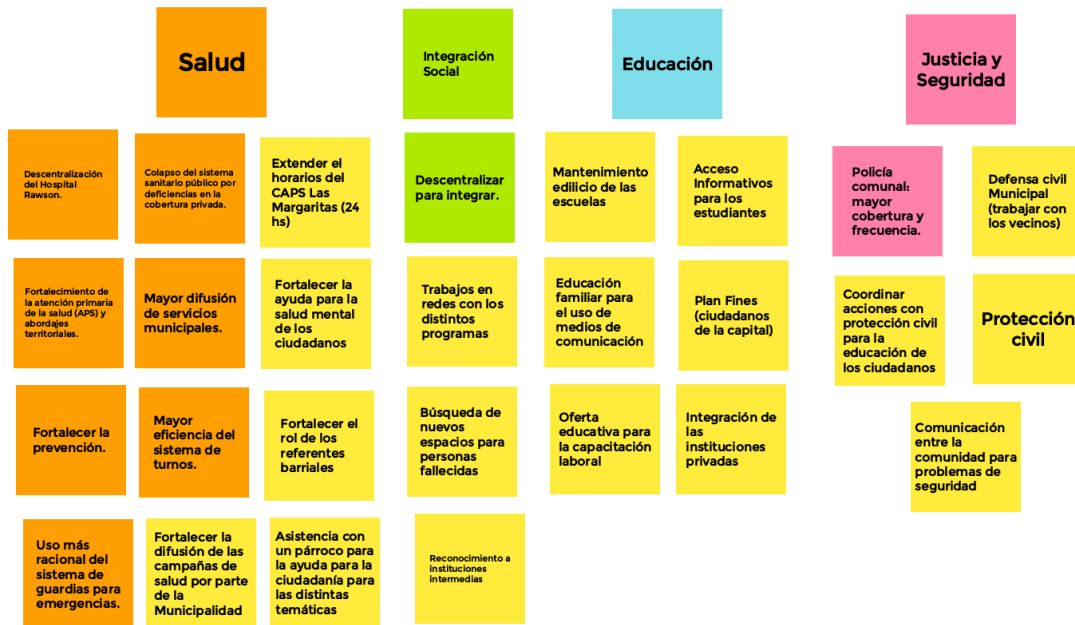 Salud
Descentralización
del Hospital
Rawson.
Colapso del sistema
sanitario público por
deficiencias en la
cobertura privada.
Extender el
horarios del
CAPS Las
Margaritas (24
hs)
Fortalecimiento de
la atención primaria
de la salud (APS) y
abordajes
territoriales.
Mayor difusión
de servicios
municipales.
Fortalecer la
ayuda para la
salud mental
de los
ciudadanos
Fortalecer la
prevención.
Mayor
eficiencia del
sistema de
turnos.
Fortalecer el
rol de los
referentes
barriales
Uso más
racional del
sistema de
guardias para
emergencias.
Fortalecer la
difusión de las
campañas de
salud por parte
de la
Municipalidad
Asistencia con
un párroco para
la ayuda para la
ciudadanía para
las distintas
temáticas
Integración
Social
Descentralizar
para integrar.
Trabajos en
redes con los
distintos
programas
Búsqueda de
nuevos
espacios para
personas
fallecidas
Reconocimiento a
instituciones
intermedias
Educación
Mantenimiento
edilicio de las
escuelas
Acceso
Informativos
para los
estudiantes
Educación
familiar para
el uso de
medios de
comunicación
Plan Fines
(ciudadanos
de la capital)
Oferta
educativa para
la capacitación
laboral
Integración de
las
instituciones
privadas
Justicia y
Seguridad
Policía
comunal:
mayor
cobertura y
frecuencia.
Defensa civil
Municipal
(trabajar con
los vecinos)
Coordinar
acciones con
protección civil
para la
educación de
los ciudadanos
Protección
civil
Comunicación
entre la
comunidad para
problemas de
seguridad